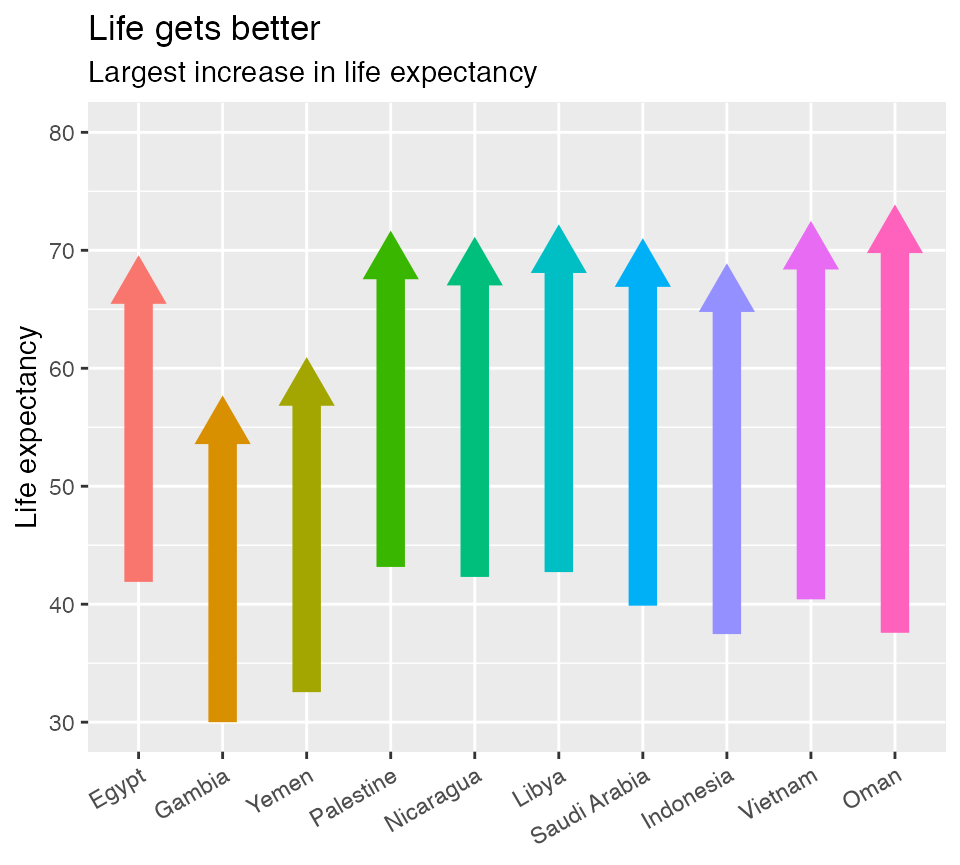 Life gets better
Largest increase in life expectancy
Life expectancy
80
70
60
50
40
30
Egypt
Gambia
Yemen
Palestine
Nicaragua
Libya
Saudi Arabia
Indonesia
Vietnam
Oman